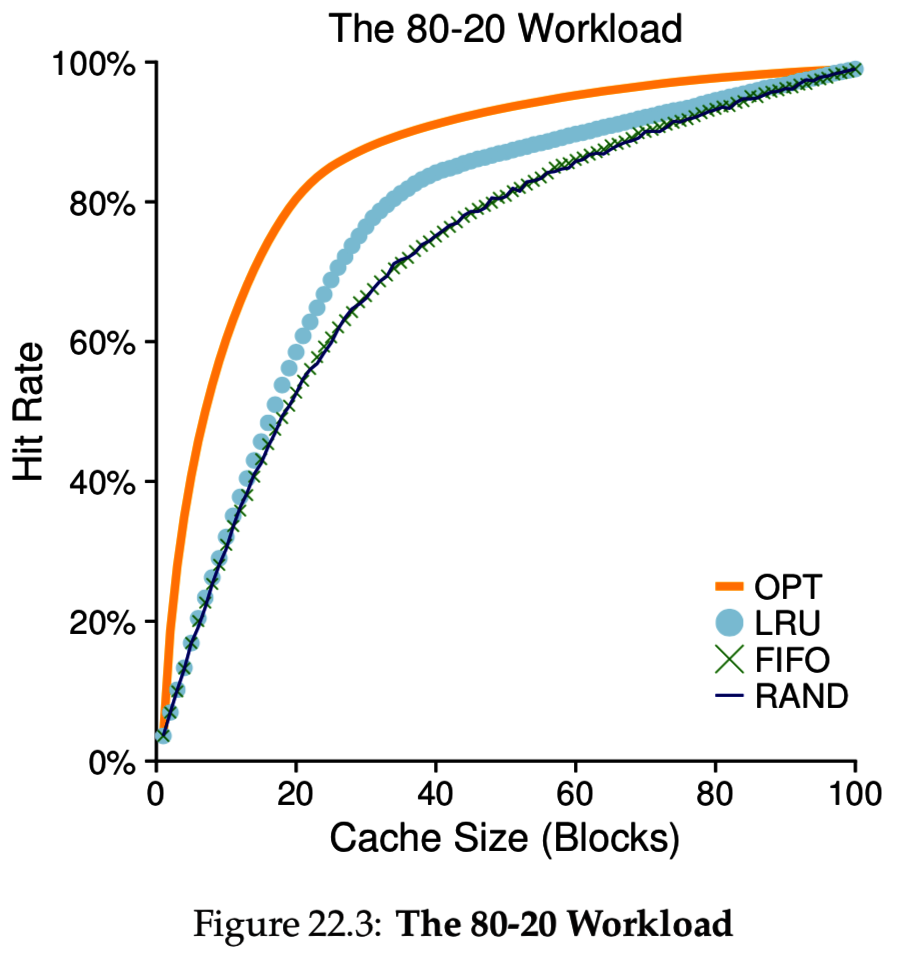 The 80-20 Workload
100%
80%
60%
40%
20%
0%
Hit Rate
0 20 40 60 80 100
Cache Size (Blocks)
OPT
LRU
FIFO
RAND
Figure 22.3: The 80-20 Workload